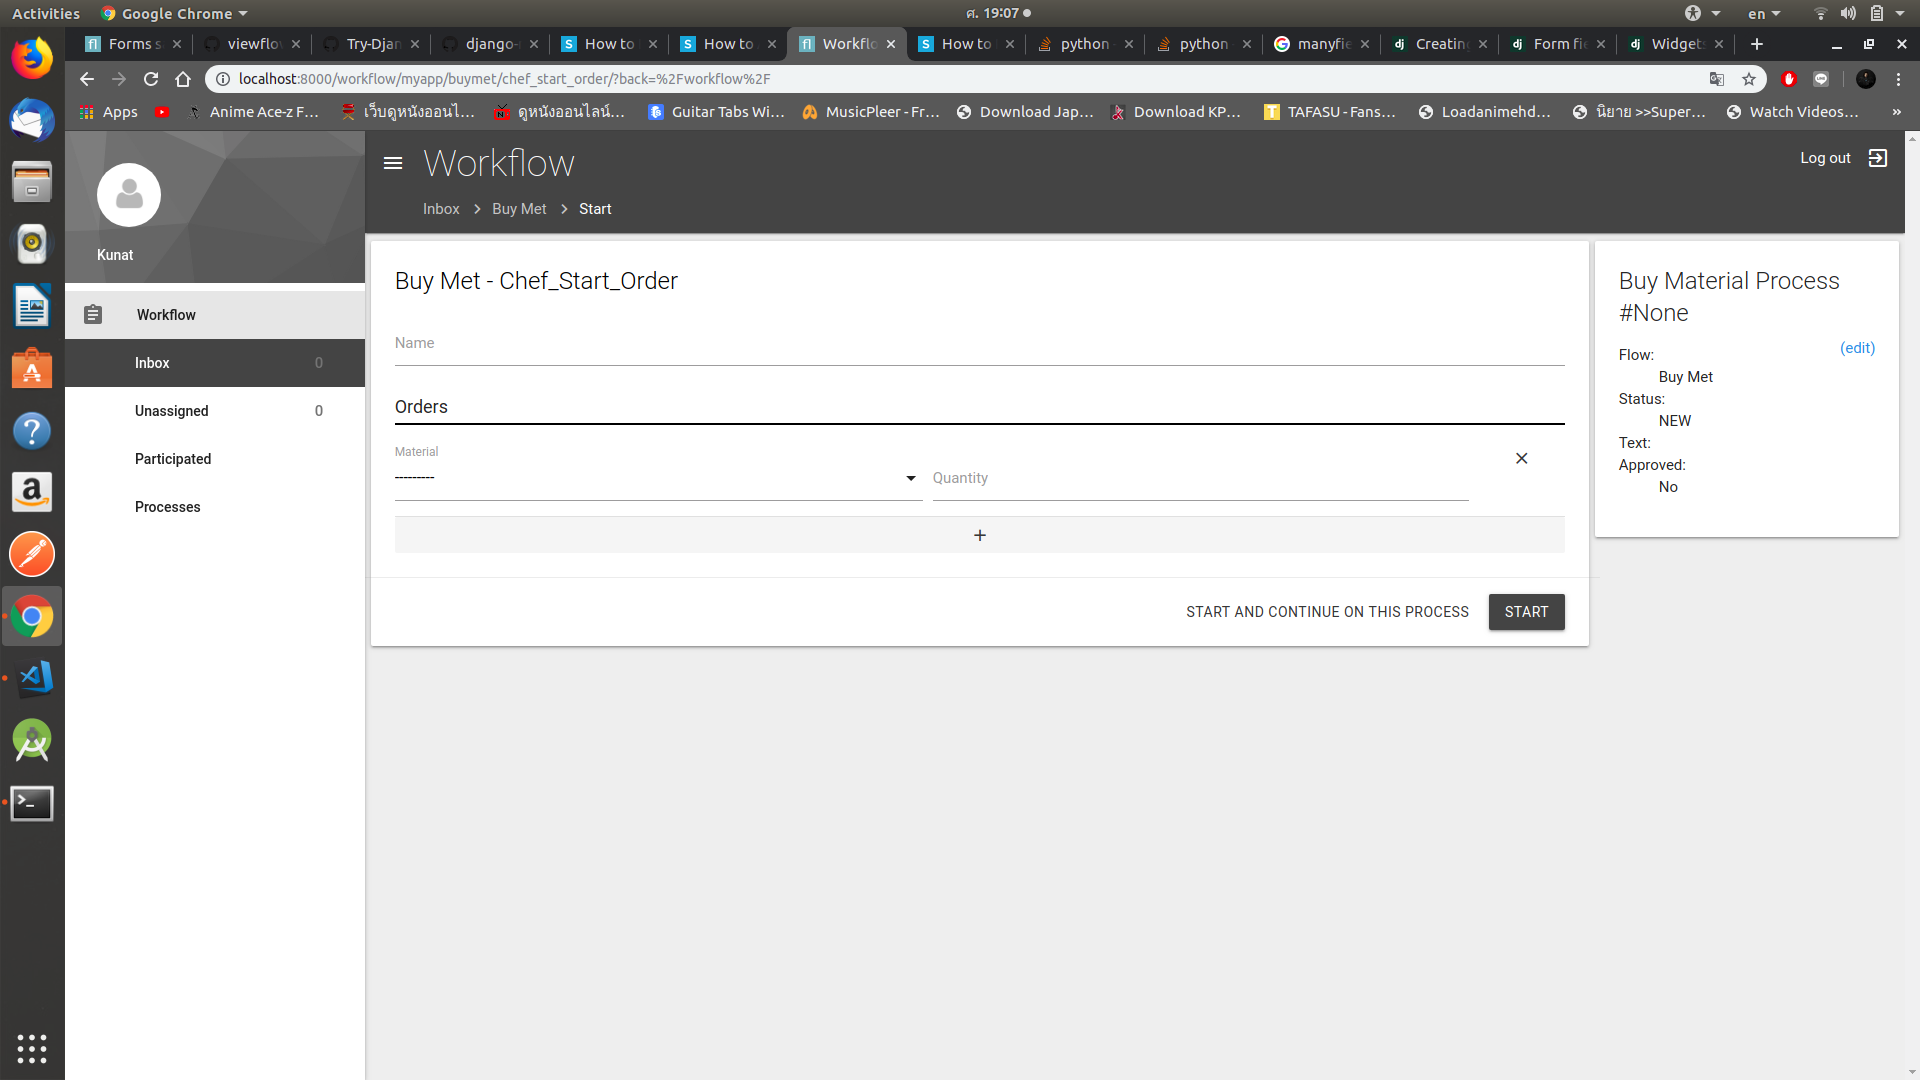 Activities Google Chrome ศ. 19:07 en
Forms s viewflov Try-Djan django- How to How to Workflo How to python python manyfie Creating Form fie Widget
localhost:8000/workflow/myapp/buymet/chef_start_order/?back=%2Fworkflow%2F
Apps Anime Ace-z F... เว็บดูหนังออนไ... ดูหนังออนไลน์... Guitar Tabs Wi... MusicPleer - Fr... Download Jap... Download KP... TAFASU - Fans... Loadanimehd... นิยาย >>Super... Watch Videos... »
Kunat
Workflow
Inbox 0
Unassigned 0
Participated
Processes
Workflow
Log out
Inbox > Buy Met > Start
Buy Met - Chef_Start_Order
Name
Orders
Material
---------
Quantity
+
START AND CONTINUE ON THIS PROCESS START
Buy Material Process
#None
(edit)
Flow:
Buy Met
Status:
NEW
Text:
Approved:
No